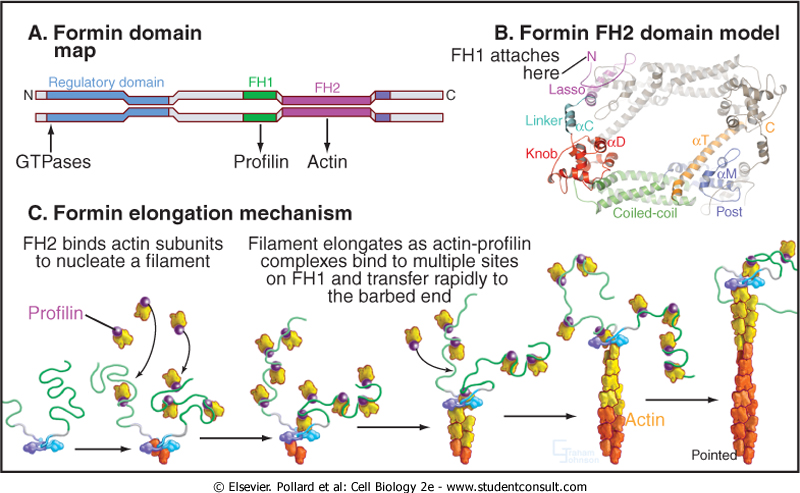 A. Formin domain
map
Regulatory domain
FH1
FH2
N
C
GTPases
Profilin
Actin
B. Formin FH2 domain model
FH1 attaches
here
N
Lasso
Linker
αC
αD
Knob
αT
C
αM
Coiled-coil
Post
C. Formin elongation mechanism
FH2 binds actin subunits
to nucleate a filament
Filament elongates as actin-profilin
complexes bind to multiple sites
on FH1 and transfer rapidly to
the barbed end
Profilin
Actin
Graham
Johnson
Pointed
© Elsevier. Pollard et al: Cell Biology 2e - www.studentconsult.com